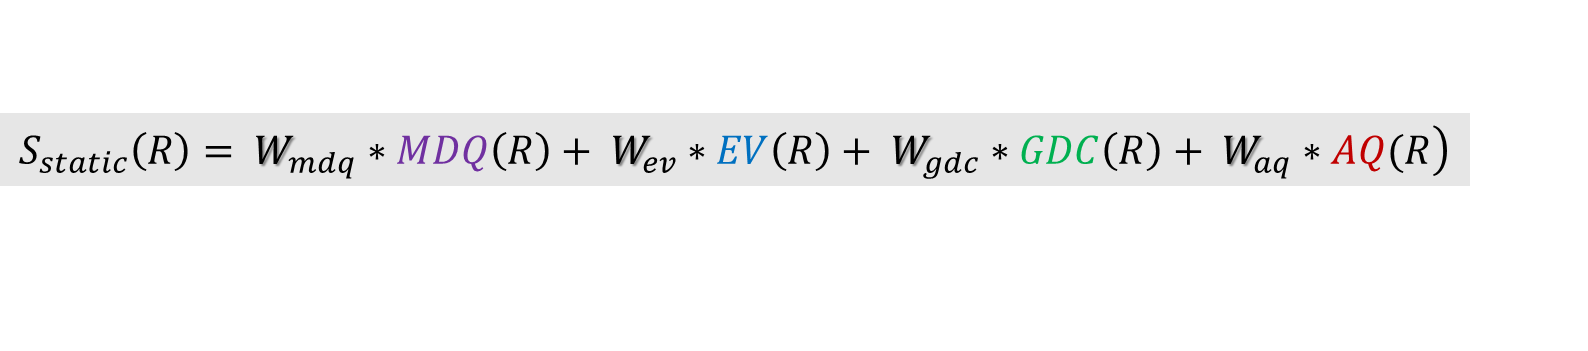 S_static(R) = W_mdq * MDQ(R) + W_ev * EV(R) + W_gdc * GDC(R) + W_aq * AQ(R)